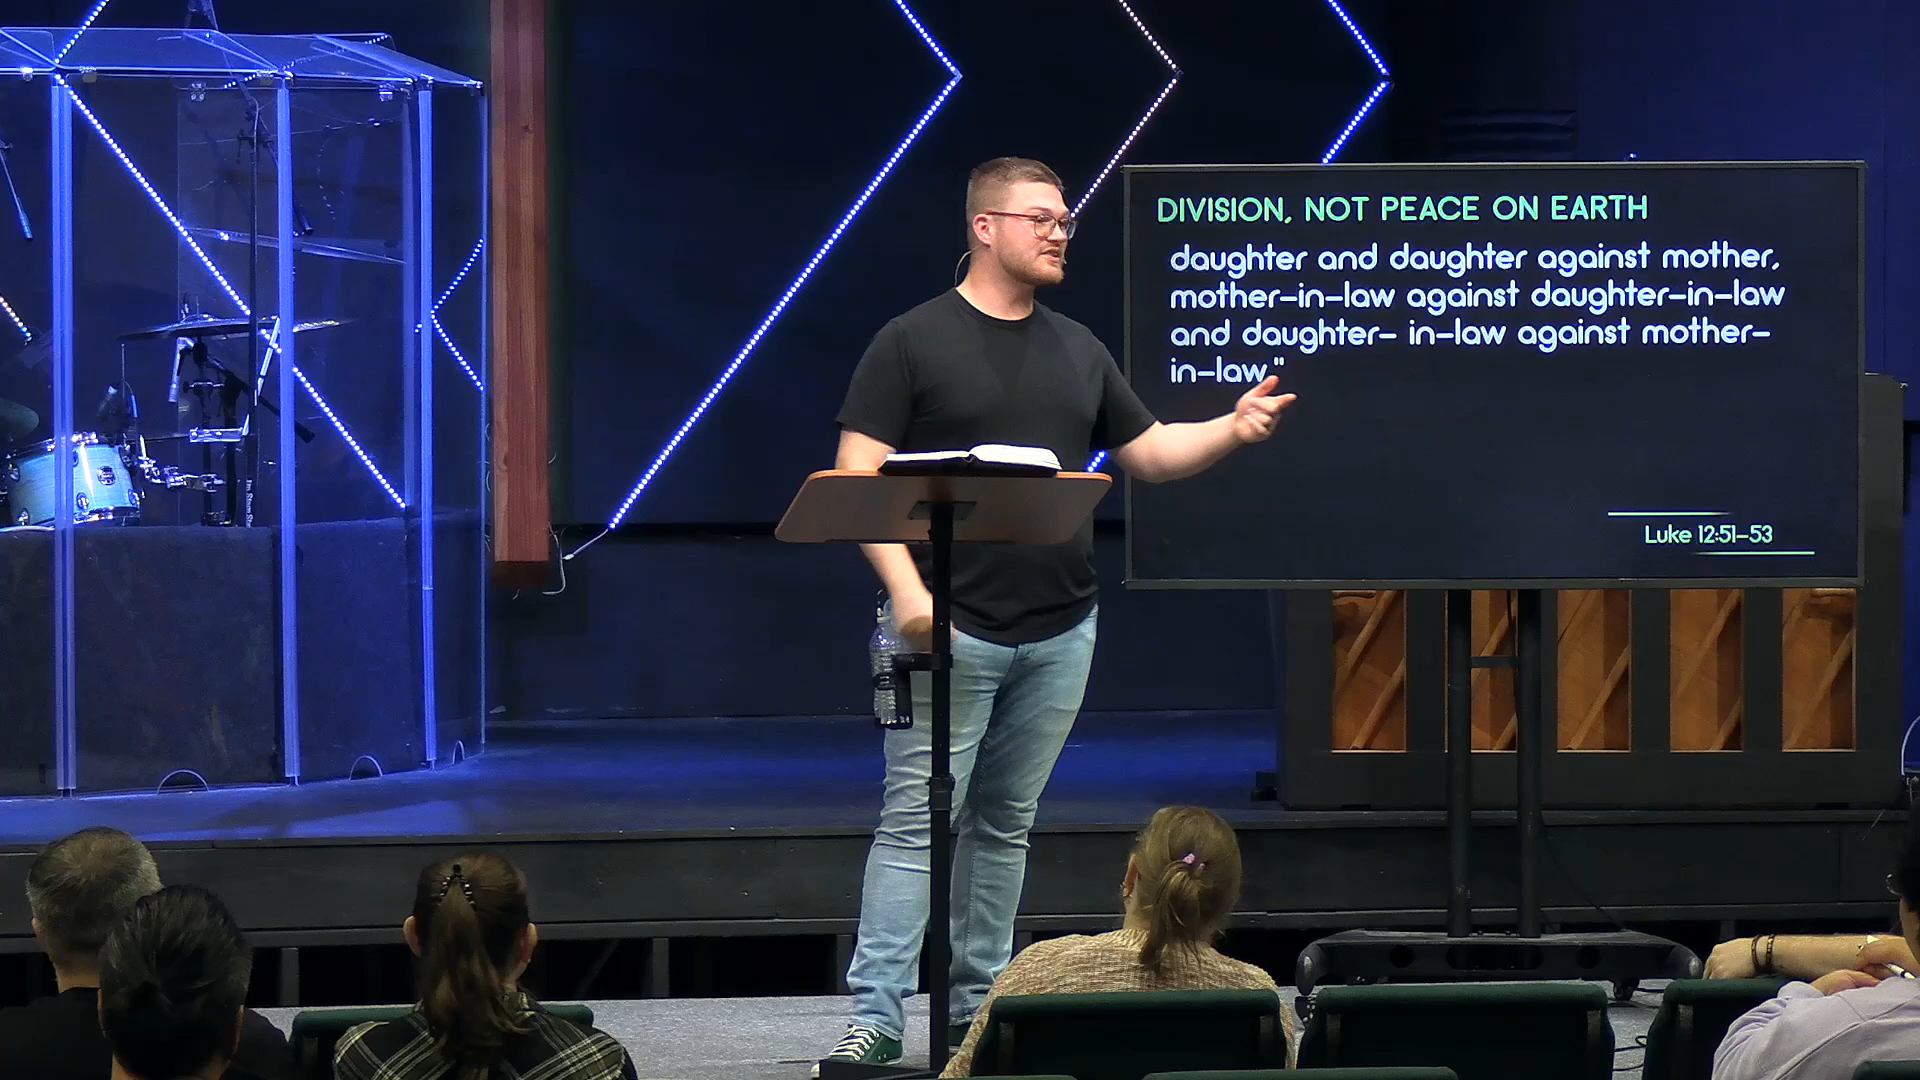 DIVISION, NOT PEACE ON EARTH
daughter and daughter against mother,
mother-in-law against daughter-in-law
and daughter- in-law against mother-
in-law."
Luke 12:51-53